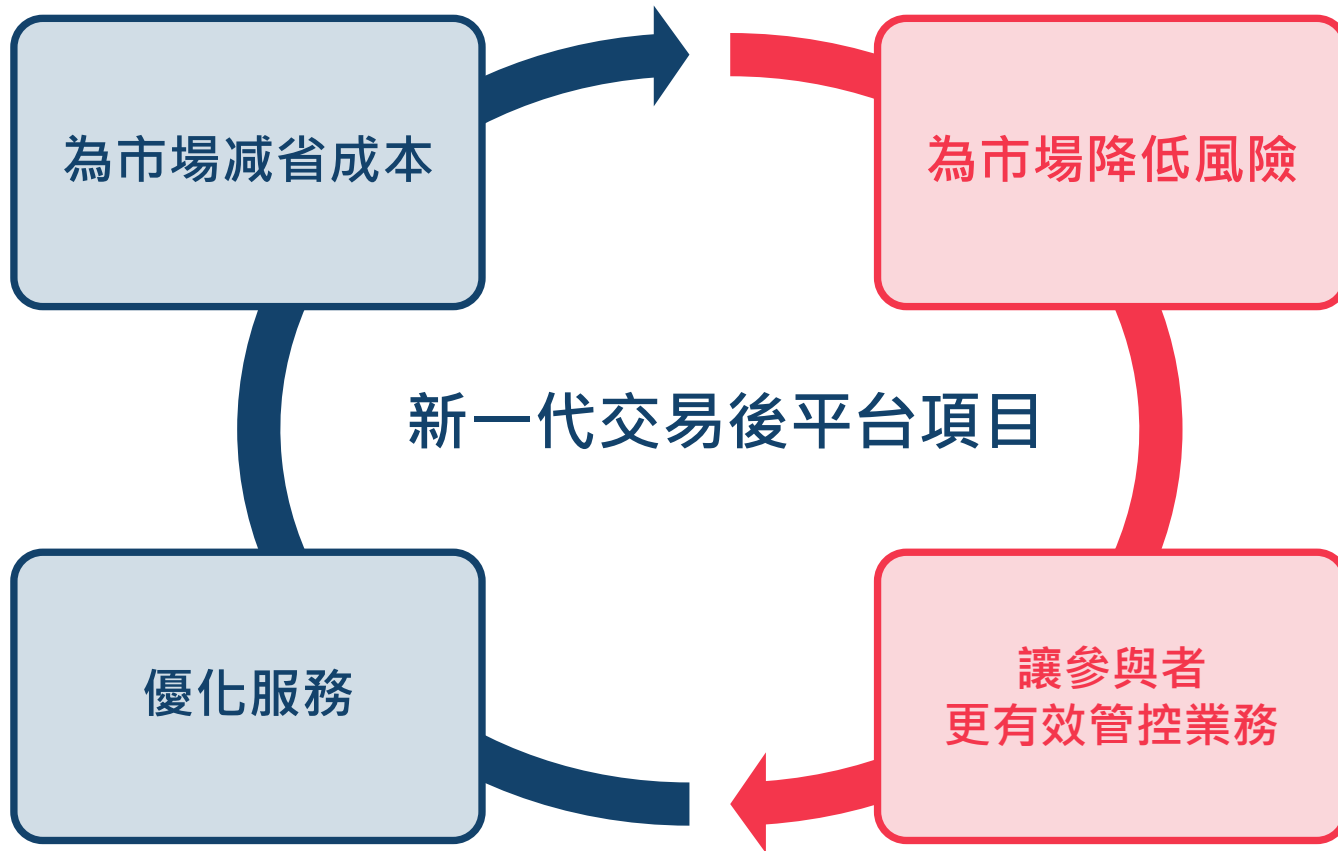 為市場减省成本
為市場降低風險
新一代交易後平台項目
優化服務
讓參與者
更有效管控業務